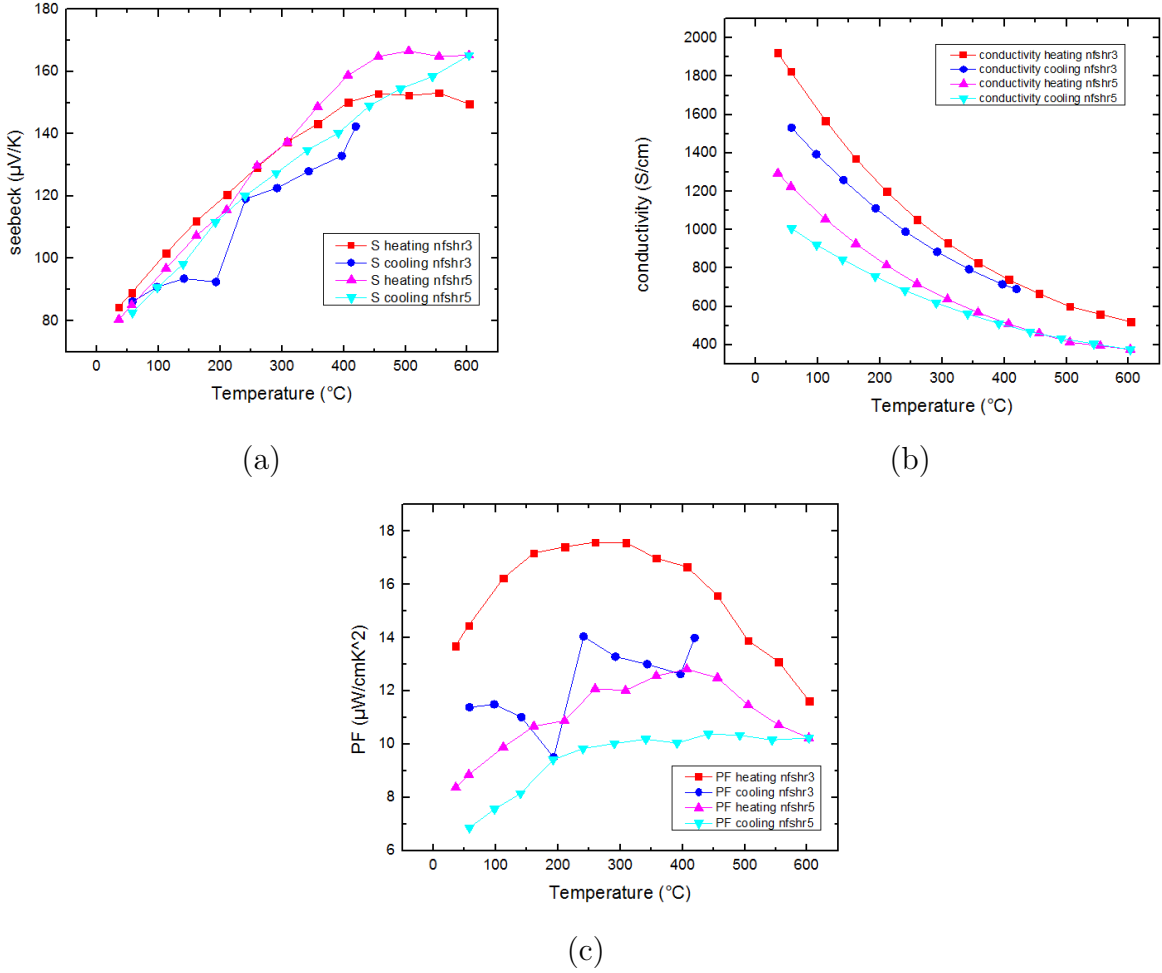 180
160
140
120
100
80
seebeck (µV/K)
S heating nfshr3
S cooling nfshr3
S heating nfshr5
S cooling nfshr5
0 100 200 300 400 500 600
Temperature (°C)
(a)
2000
1800
1600
1400
1200
1000
800
600
400
conductivity (S/cm)
conductivity heating nfshr3
conductivity cooling nfshr3
conductivity heating nfshr5
conductivity cooling nfshr5
0 100 200 300 400 500 600
Temperature (°C)
(b)
18
16
14
12
10
8
6
PF (µW/cmK^2)
PF heating nfshr3
PF cooling nfshr3
PF heating nfshr5
PF cooling nfshr5
0 100 200 300 400 500 600
Temperature (°C)
(c)